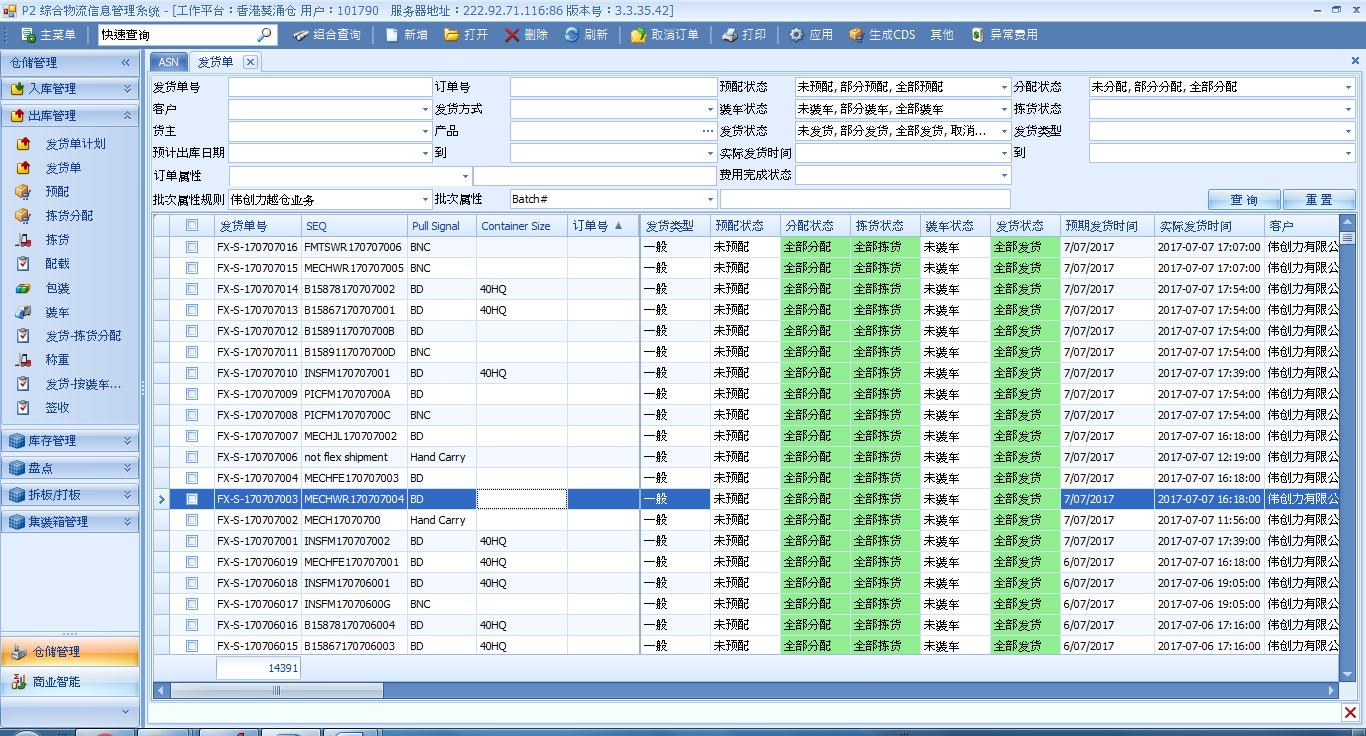 P2 综合物流信息管理系统 - [工作平台：香港葵涌仓 用户：101790 服务器地址：222.92.71.116:86 版本号：3.3.35.42]
主菜单 快速查询 组合查询 新增 打开 删除 刷新 取消订单 打印 应用 生成CDS 其他 异常费用
仓储管理
入库管理
出库管理
发货单计划
发货单
预配
拣货分配
拣货
配载
包装
装车
发货-拣货分配
称重
发货-按装车...
签收
库存管理
盘点
拆板/打板
集装箱管理
仓储管理
商业智能
ASN 发货单
发货单号 订单号 预配状态 未预配, 部分预配, 全部预配 分配状态 未分配, 部分分配, 全部分配
客户 发货方式 装车状态 未装车, 部分装车, 全部装车 拣货状态
货主 产品 发货状态 未发货, 部分发货, 全部发货, 取消... 发货类型
预计出库日期 到 实际发货时间 到
订单属性 费用完成状态
批次属性规则 伟创力越仓业务 批次属性 Batch# 查 询 重 置
发货单号 SEQ Pull Signal Container Size 订单号 发货类型 预配状态 分配状态 拣货状态 装车状态 发货状态 预期发货时间 实际发货时间 客户
FX-S-170707016 FMTSWR170707006 BNC 一般 未预配 全部分配 全部拣货 未装车 全部发货 7/07/2017 2017-07-07 17:07:00 伟创力有限公
FX-S-170707015 MECHWR170707005 BNC 一般 未预配 全部分配 全部拣货 未装车 全部发货 7/07/2017 2017-07-07 17:07:00 伟创力有限公
FX-S-170707014 B15878170707002 BD 40HQ 一般 未预配 全部分配 全部拣货 未装车 全部发货 7/07/2017 2017-07-07 17:54:00 伟创力有限公
FX-S-170707013 B15867170707001 BD 40HQ 一般 未预配 全部分配 全部拣货 未装车 全部发货 7/07/2017 2017-07-07 17:54:00 伟创力有限公
FX-S-170707012 B1589117070700B BD 一般 未预配 全部分配 全部拣货 未装车 全部发货 7/07/2017 2017-07-07 17:54:00 伟创力有限公
FX-S-170707011 B1589117070700D BNC 一般 未预配 全部分配 全部拣货 未装车 全部发货 7/07/2017 2017-07-07 17:54:00 伟创力有限公
FX-S-170707010 INSFM170707001 BD 40HQ 一般 未预配 全部分配 全部拣货 未装车 全部发货 7/07/2017 2017-07-07 17:39:00 伟创力有限公
FX-S-170707009 PICFM17070700A BD 一般 未预配 全部分配 全部拣货 未装车 全部发货 7/07/2017 2017-07-07 17:54:00 伟创力有限公
FX-S-170707008 PICFM17070700C BNC 一般 未预配 全部分配 全部拣货 未装车 全部发货 7/07/2017 2017-07-07 17:54:00 伟创力有限公
FX-S-170707007 MECHJL170707002 BD 一般 未预配 全部分配 全部拣货 未装车 全部发货 7/07/2017 2017-07-07 16:18:00 伟创力有限公
FX-S-170707006 not flex shipment Hand Carry 一般 未预配 全部分配 全部拣货 未装车 全部发货 7/07/2017 2017-07-07 12:19:00 伟创力有限公
FX-S-170707004 MECHFE170707003 BD 一般 未预配 全部分配 全部拣货 未装车 全部发货 7/07/2017 2017-07-07 16:18:00 伟创力有限公
FX-S-170707003 MECHWR170707004 BD 一般 未预配 全部分配 全部拣货 未装车 全部发货 7/07/2017 2017-07-07 16:18:00 伟创力有限公
FX-S-170707002 MECH17070700 Hand Carry 一般 未预配 全部分配 全部拣货 未装车 全部发货 7/07/2017 2017-07-07 11:56:00 伟创力有限公
FX-S-170707001 INSFM170707002 BD 40HQ 一般 未预配 全部分配 全部拣货 未装车 全部发货 7/07/2017 2017-07-07 17:39:00 伟创力有限公
FX-S-170706019 MECHFE170707001 BD 40HQ 一般 未预配 全部分配 全部拣货 未装车 全部发货 6/07/2017 2017-07-07 16:18:00 伟创力有限公
FX-S-170706018 INSFM170706001 BD 40HQ 一般 未预配 全部分配 全部拣货 未装车 全部发货 6/07/2017 2017-07-06 19:05:00 伟创力有限公
FX-S-170706017 INSFM17070600G BNC 一般 未预配 全部分配 全部拣货 未装车 全部发货 6/07/2017 2017-07-06 19:05:00 伟创力有限公
FX-S-170706016 B15878170706004 BD 40HQ 一般 未预配 全部分配 全部拣货 未装车 全部发货 6/07/2017 2017-07-06 17:16:00 伟创力有限公
FX-S-170706015 B15867170706003 BD 40HQ 一般 未预配 全部分配 全部拣货 未装车 全部发货 6/07/2017 2017-07-06 17:16:00 伟创力有限公
14391